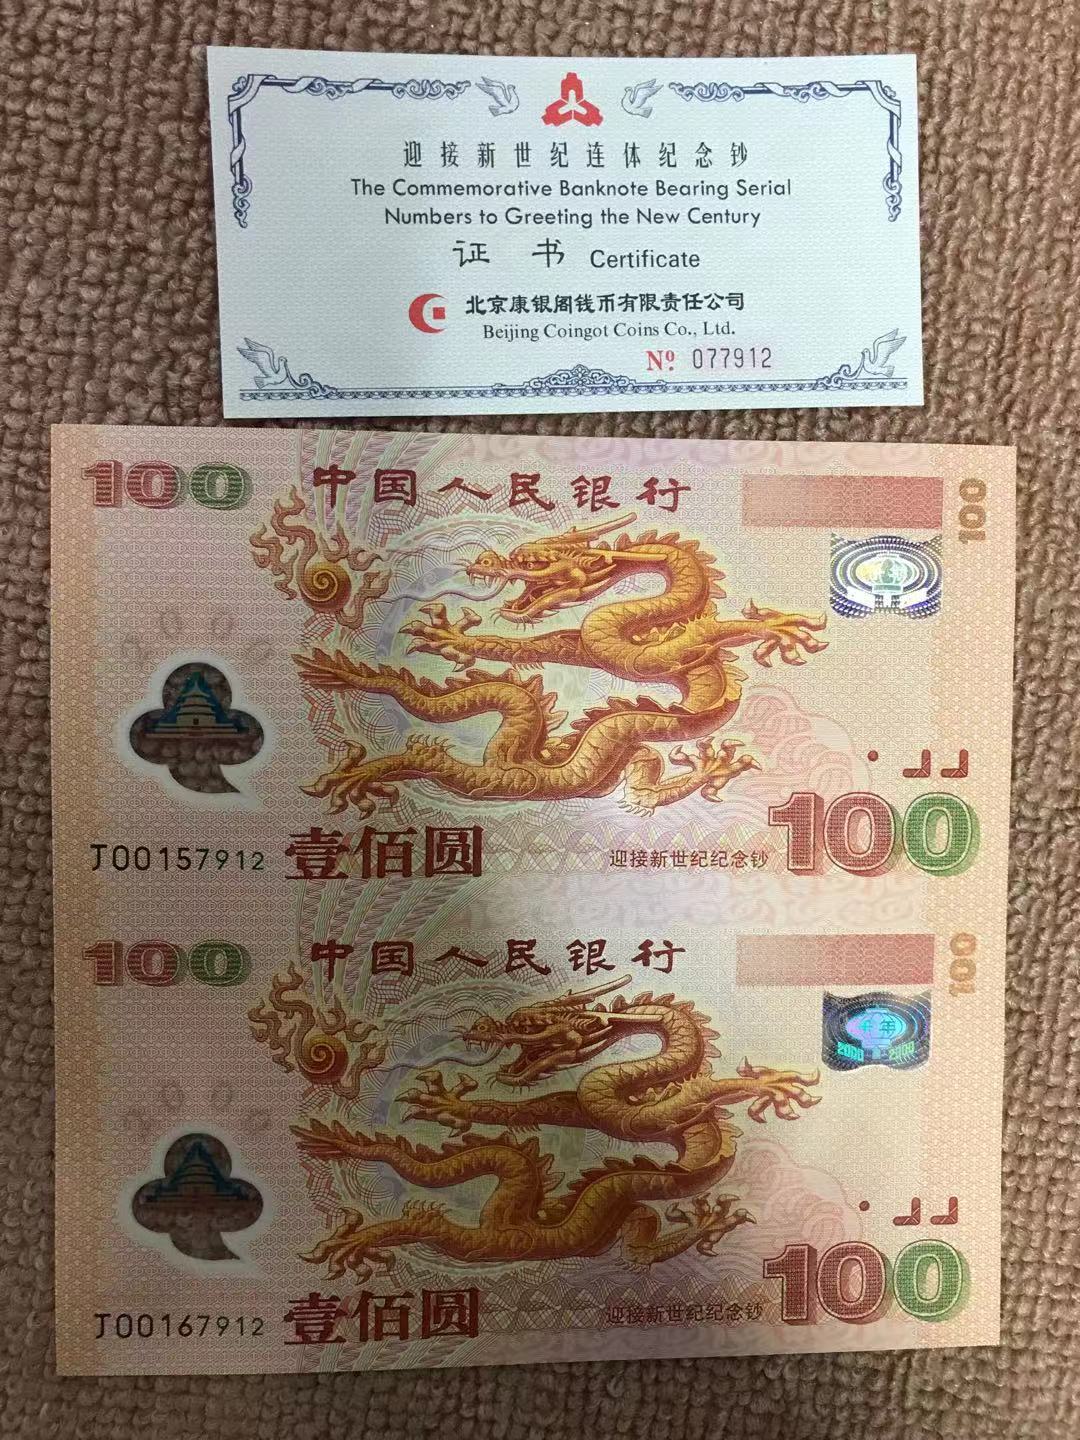 迎接新世纪连体纪念钞
The Commemorative Banknote Bearing Serial
Numbers to Greeting the New Century
证 书 Certificate
北京康银阁钱币有限责任公司
Beijing Coingot Coins Co., Ltd.
Nº 077912
100
中国人民银行
100
J00157912
壹佰圆
迎接新世纪纪念钞
100
100
中国人民银行
100
千年
2000 2000
J00167912
壹佰圆
迎接新世纪纪念钞
100